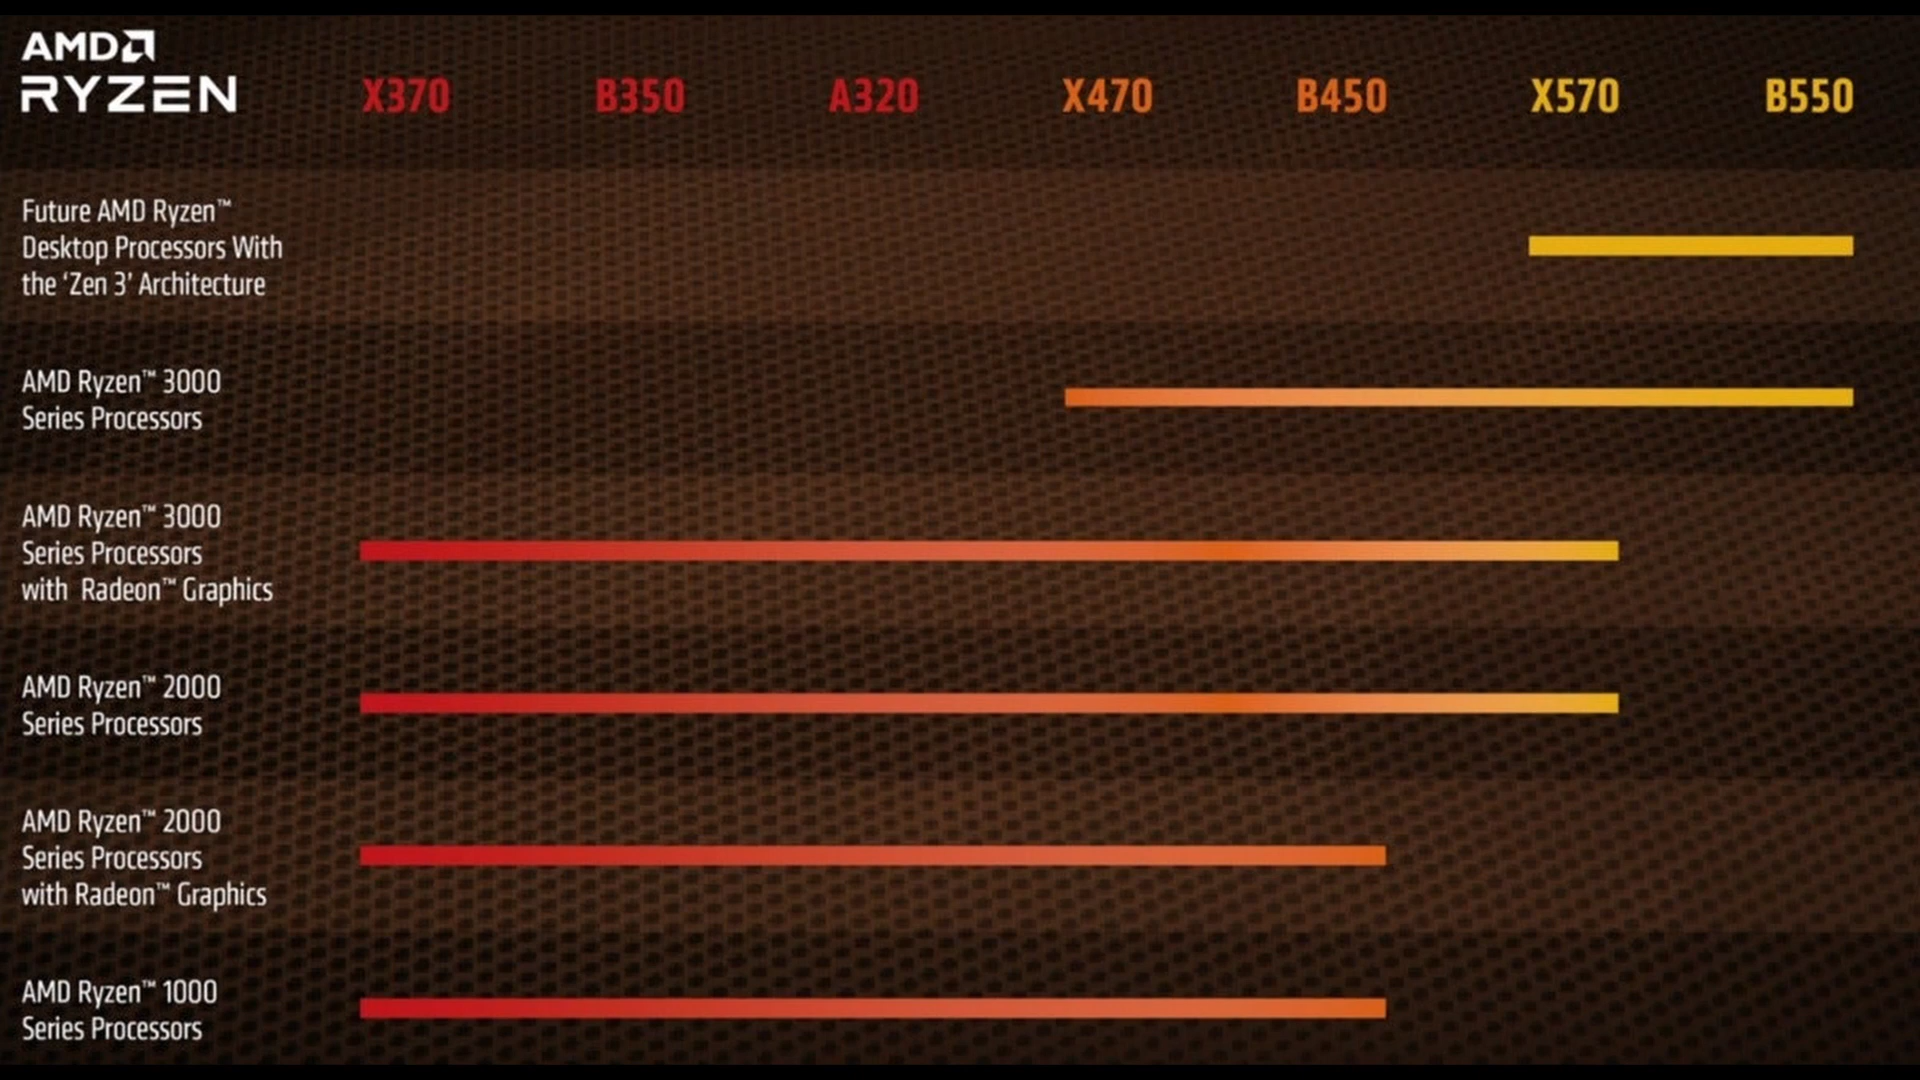 AMD
RYZEN
X370 B350 A320 X470 B450 X570 B550
Future AMD Ryzen™
Desktop Processors With
the ‘Zen 3’ Architecture
AMD Ryzen™ 3000
Series Processors
AMD Ryzen™ 3000
Series Processors
with Radeon™ Graphics
AMD Ryzen™ 2000
Series Processors
AMD Ryzen™ 2000
Series Processors
with Radeon™ Graphics
AMD Ryzen™ 1000
Series Processors